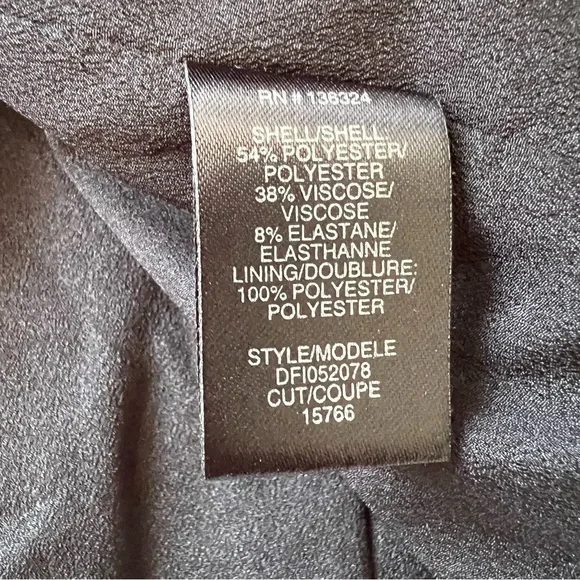 RN # 136324
SHELL/SHELL:
54% POLYESTER/
POLYESTER
38% VISCOSE/
VISCOSE
8% ELASTANE/
ELASTHANNE
LINING/DOUBLURE:
100% POLYESTER/
POLYESTER
STYLE/MODELE
DFI052078
CUT/COUPE
15766